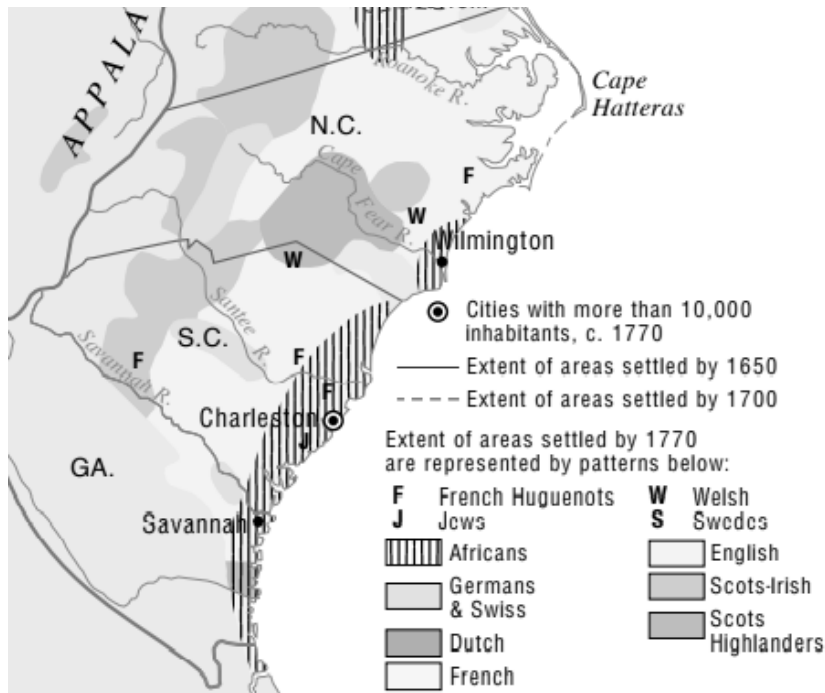 APPALA
Roanoke R.
Cape
Hatteras
N.C.
Cape
Fear R.
F
W
Wilmington
W
S.C.
Santee R.
Savannah R.
F
F
F
Charleston
J
GA.
Savannah
Cities with more than 10,000
inhabitants, c. 1770
Extent of areas settled by 1650
Extent of areas settled by 1700
Extent of areas settled by 1770
are represented by patterns below:
F French Huguenots
J Jews
Africans
Germans
& Swiss
Dutch
French
W Welsh
S Swedes
English
Scots-Irish
Scots
Highlanders